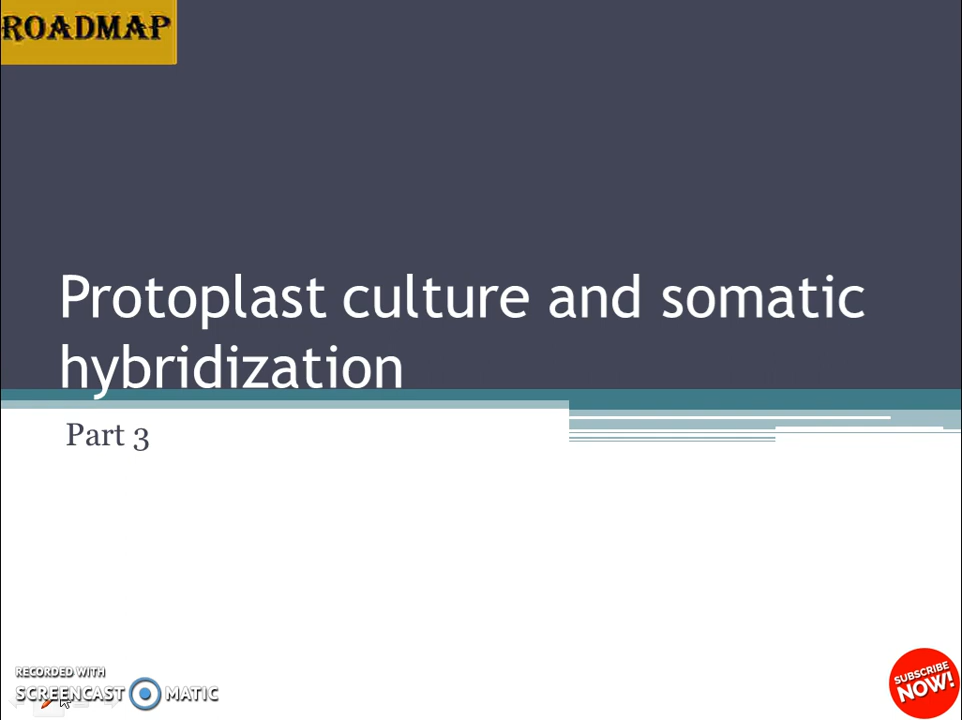 ROADMAP
Protoplast culture and somatic
hybridization
Part 3
RECORDED WITH
SCREENCAST MATIC
SUBSCRIBE
NOW!